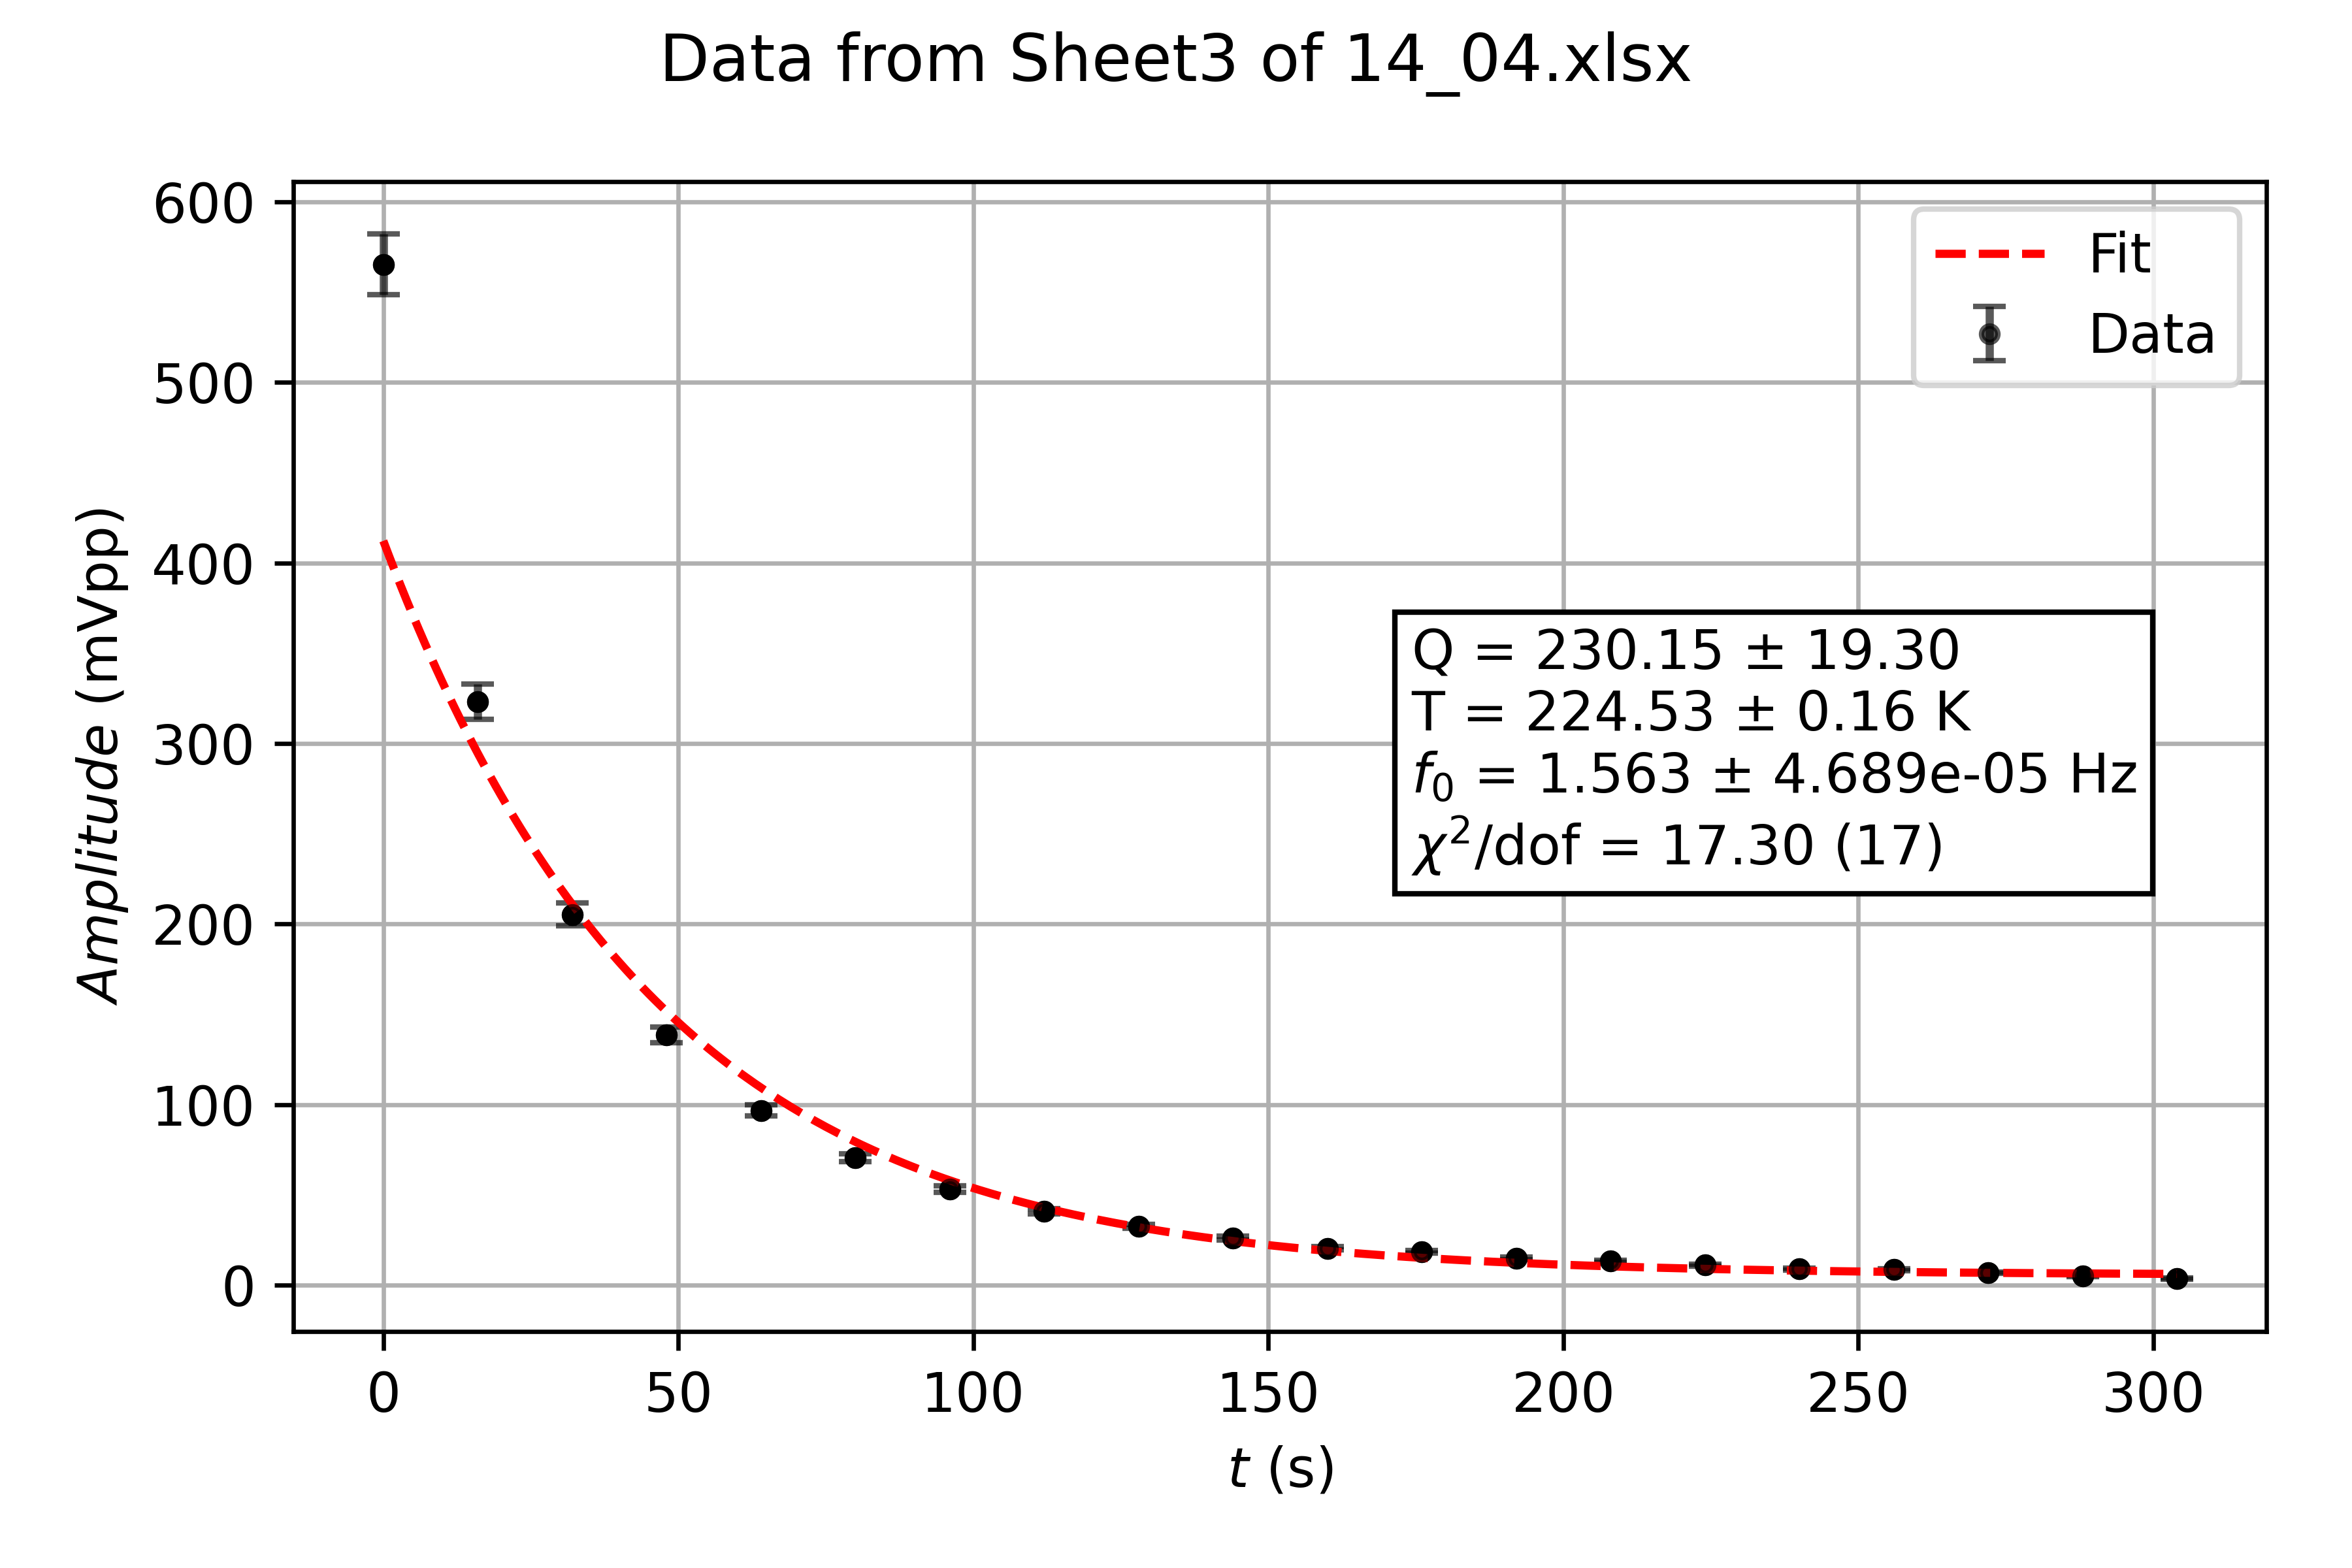 Data from Sheet3 of 14_04.xlsx
600
500
400
300
200
100
0
Amplitude (mVpp)
Fit
Data
Q = 230.15 ± 19.30
T = 224.53 ± 0.16 K
f₀ = 1.563 ± 4.689e-05 Hz
χ²/dof = 17.30 (17)
0 50 100 150 200 250 300
t (s)